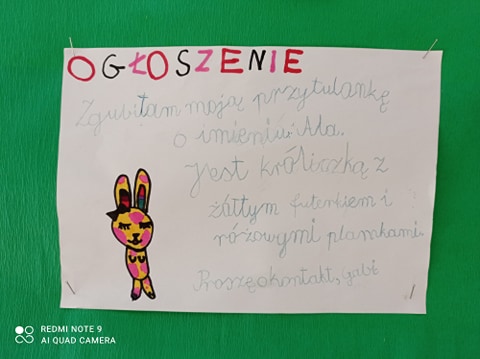 OGŁOSZENIE
Zgubiłam moją przytulankę
o imieniu Ala.
Jest króliczką z
żółtym futerkiem i
różowymi plamkami.
Proszę o kontakt,
REDMI NOTE 9
AI QUAD CAMERA